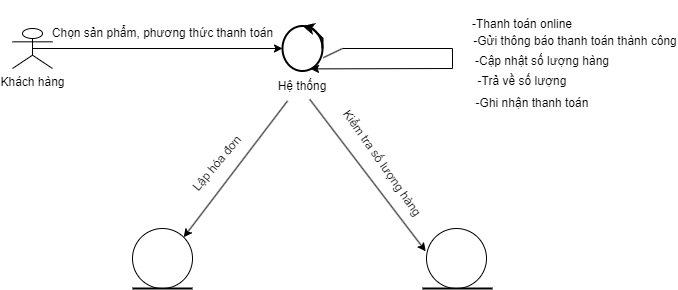 Chọn sản phẩm, phương thức thanh toán
Khách hàng
Hệ thống
-Thanh toán online
-Gửi thông báo thanh toán thành công
-Cập nhật số lượng hàng
-Trả về số lượng
-Ghi nhận thanh toán
Lập hóa đơn
Kiểm tra số lượng hàng